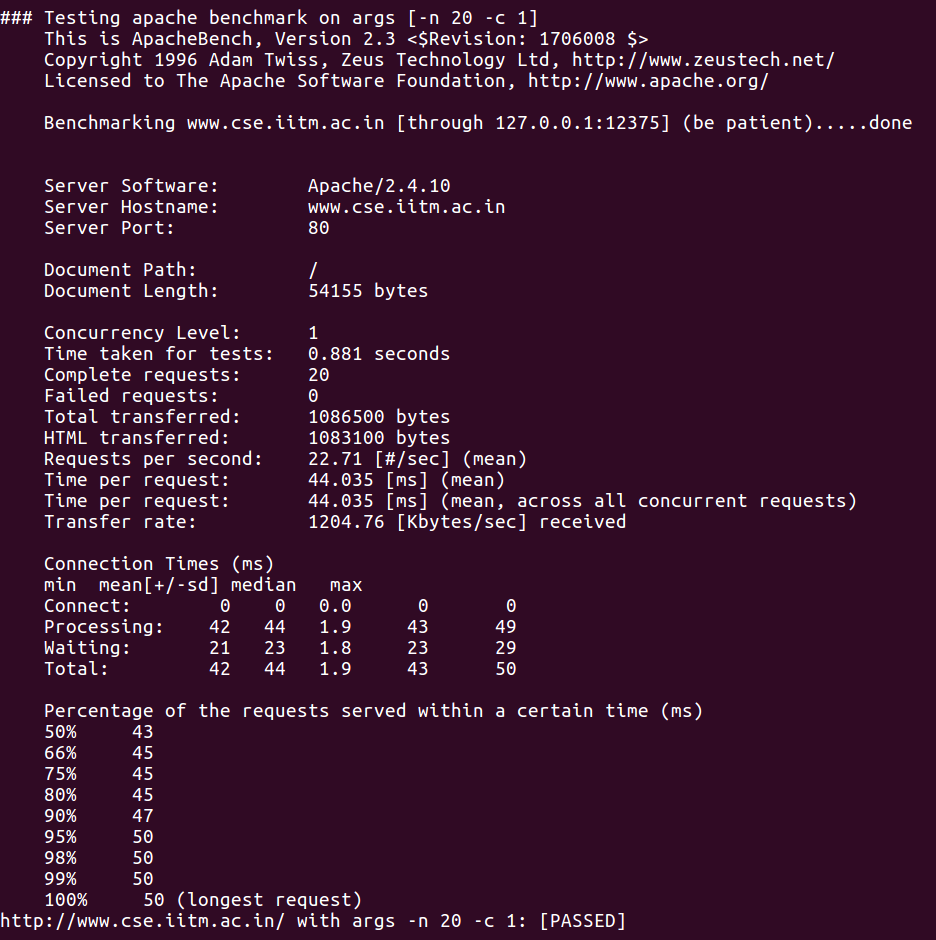 ### Testing apache benchmark on args [-n 20 -c 1]
    This is ApacheBench, Version 2.3 <$Revision: 1706008 $>
    Copyright 1996 Adam Twiss, Zeus Technology Ltd, http://www.zeustech.net/
    Licensed to The Apache Software Foundation, http://www.apache.org/

    Benchmarking www.cse.iitm.ac.in [through 127.0.0.1:12375] (be patient).....done


    Server Software:        Apache/2.4.10
    Server Hostname:        www.cse.iitm.ac.in
    Server Port:            80

    Document Path:          /
    Document Length:        54155 bytes

    Concurrency Level:      1
    Time taken for tests:   0.881 seconds
    Complete requests:      20
    Failed requests:        0
    Total transferred:      1086500 bytes
    HTML transferred:       1083100 bytes
    Requests per second:    22.71 [#/sec] (mean)
    Time per request:       44.035 [ms] (mean)
    Time per request:       44.035 [ms] (mean, across all concurrent requests)
    Transfer rate:          1204.76 [Kbytes/sec] received

    Connection Times (ms)
    min  mean[+/-sd] median   max
    Connect:        0    0   0.0      0       0
    Processing:    42   44   1.9     43      49
    Waiting:       21   23   1.8     23      29
    Total:         42   44   1.9     43      50

    Percentage of the requests served within a certain time (ms)
    50%     43
    66%     45
    75%     45
    80%     45
    90%     47
    95%     50
    98%     50
    99%     50
    100%     50 (longest request)
http://www.cse.iitm.ac.in/ with args -n 20 -c 1: [PASSED]